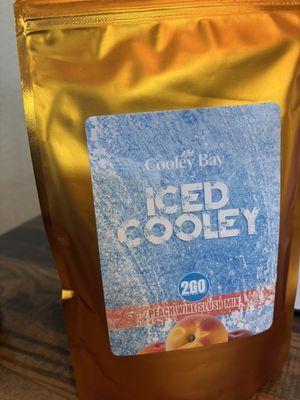 Cooley Bay
ICED
COOLEY
2GO
PEACH WINE SLUSH MIX